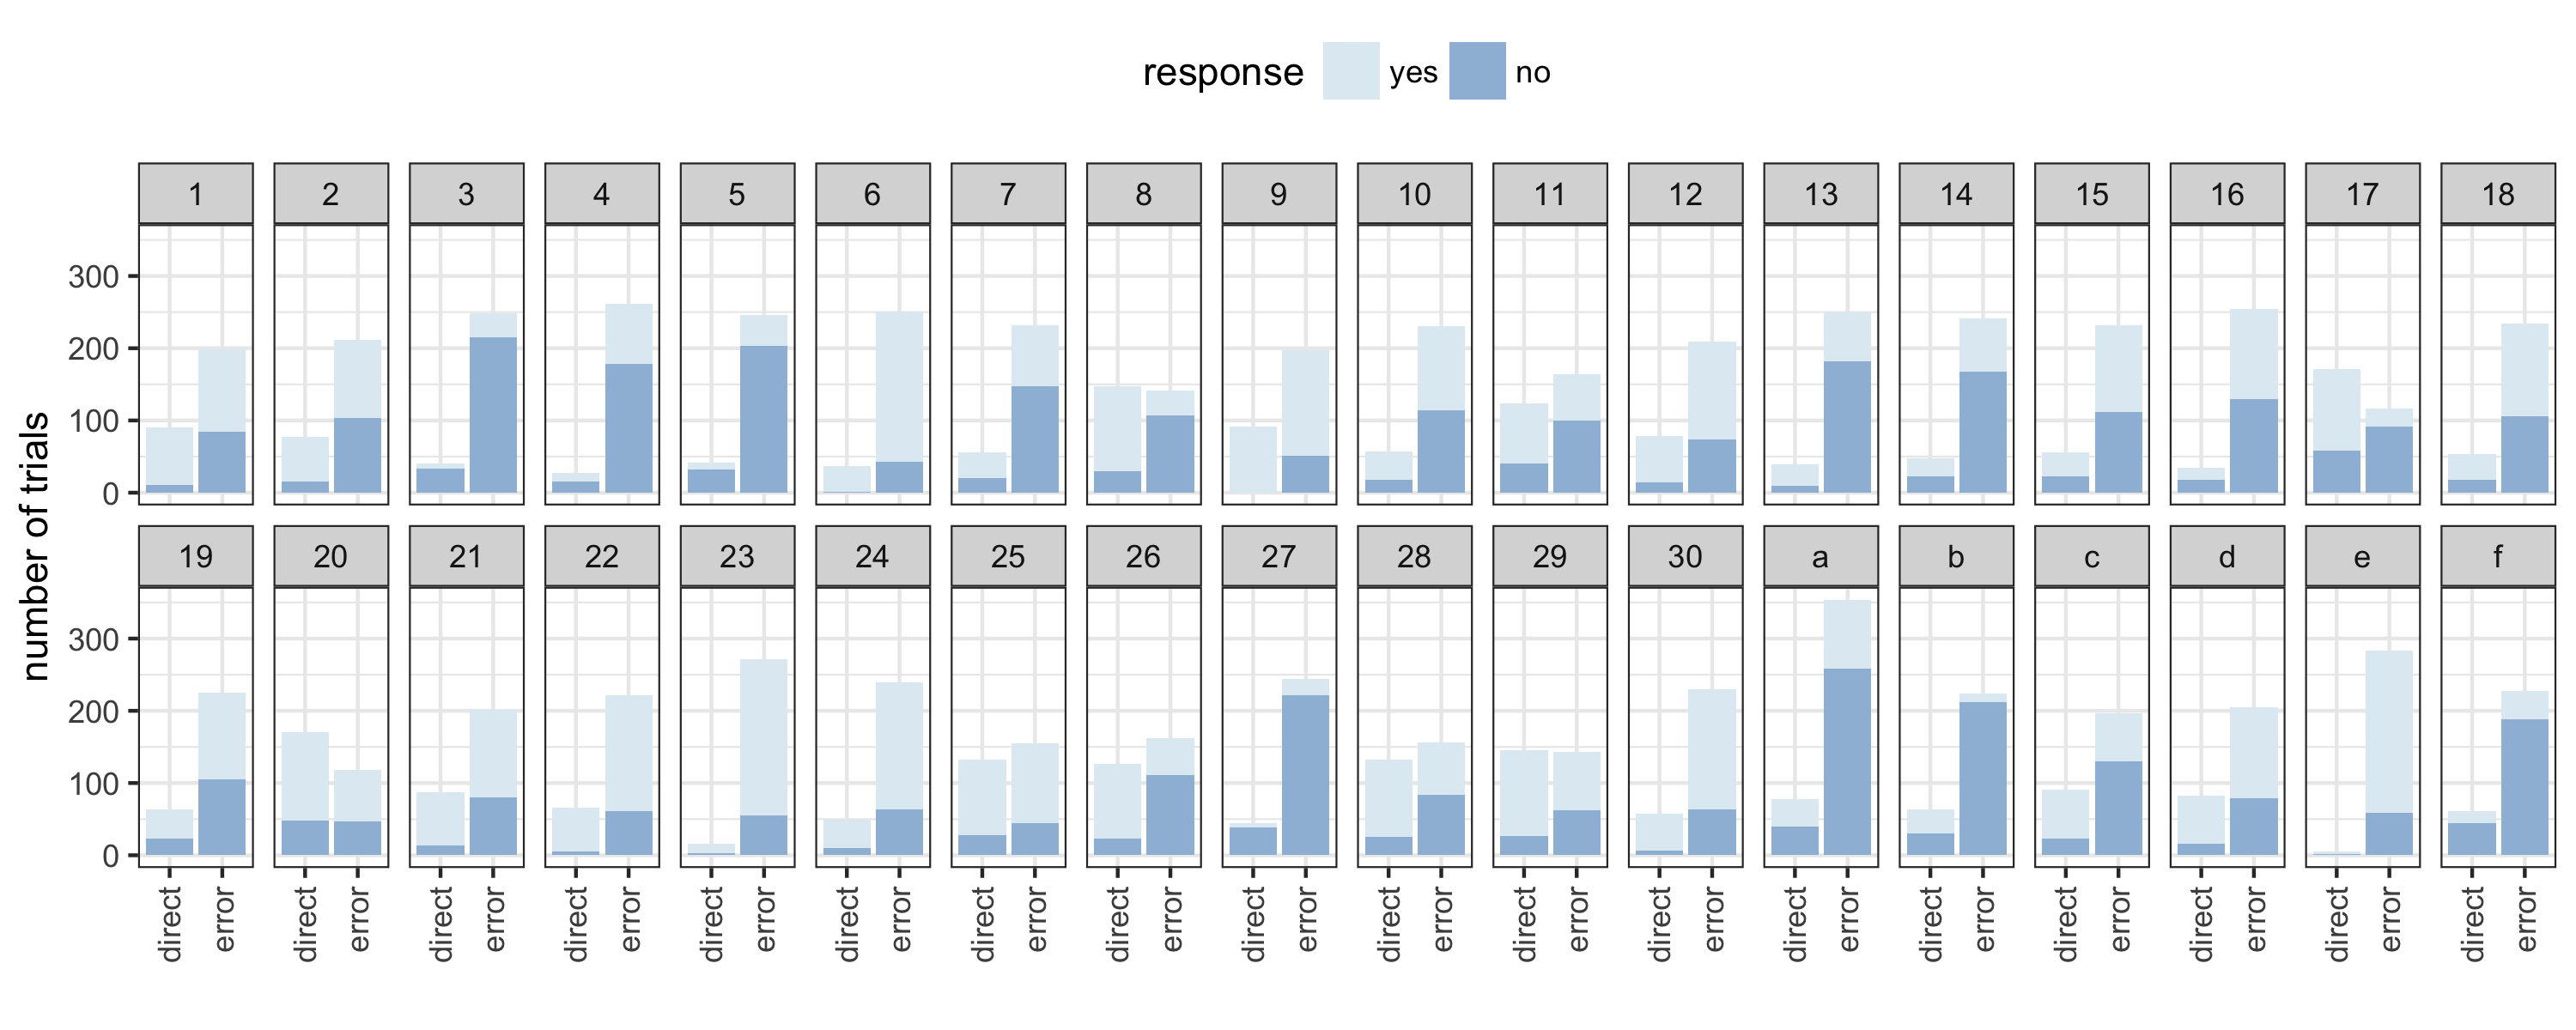 response yes no
1 2 3 4 5 6 7 8 9 10 11 12 13 14 15 16 17 18
300
200
100
0
number of trials
19 20 21 22 23 24 25 26 27 28 29 30 a b c d e f
300
200
100
0
direct error direct error direct error direct error direct error direct error direct error direct error direct error direct error direct error direct error direct error direct error direct error direct error direct error direct error